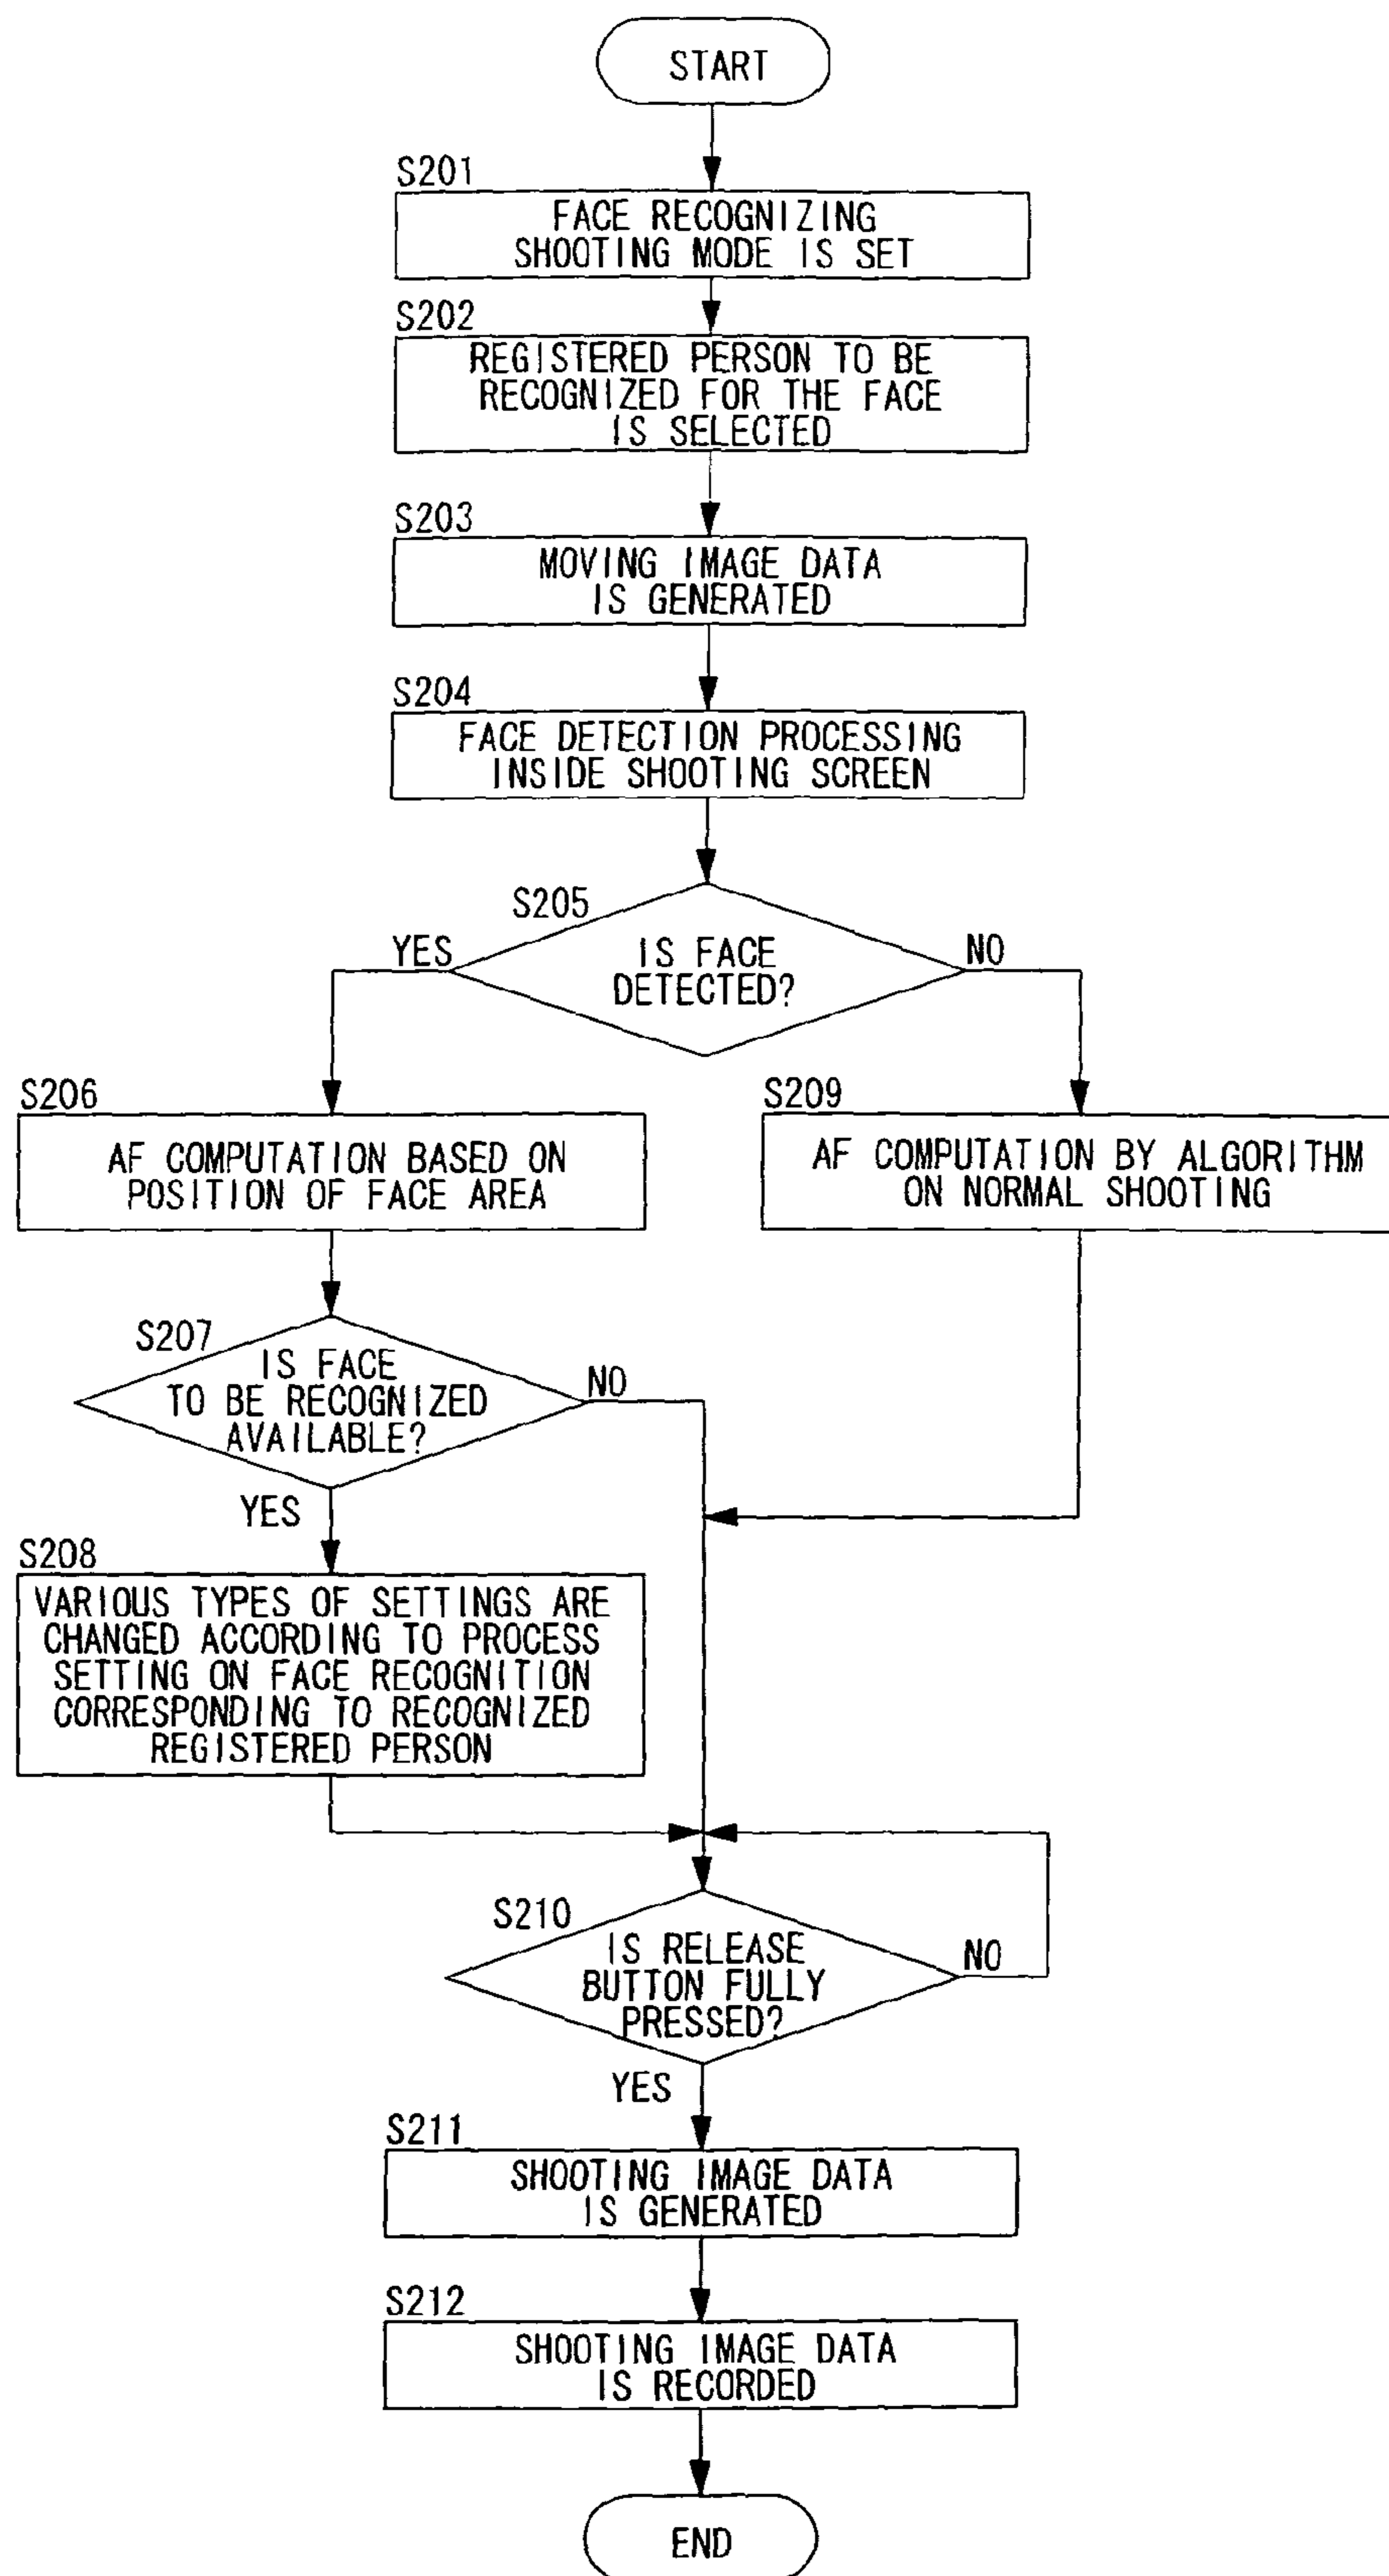 START
S201
FACE RECOGNIZING
SHOOTING MODE IS SET
S202
REGISTERED PERSON TO BE
RECOGNIZED FOR THE FACE
IS SELECTED
S203
MOVING IMAGE DATA
IS GENERATED
S204
FACE DETECTION PROCESSING
INSIDE SHOOTING SCREEN
S205
IS FACE
DETECTED?
YES
NO
S206
AF COMPUTATION BASED ON
POSITION OF FACE AREA
S209
AF COMPUTATION BY ALGORITHM
ON NORMAL SHOOTING
S207
IS FACE
TO BE RECOGNIZED
AVAILABLE?
NO
YES
S208
VARIOUS TYPES OF SETTINGS ARE
CHANGED ACCORDING TO PROCESS
SETTING ON FACE RECOGNITION
CORRESPONDING TO RECOGNIZED
REGISTERED PERSON
S210
IS RELEASE
BUTTON FULLY
PRESSED?
NO
YES
S211
SHOOTING IMAGE DATA
IS GENERATED
S212
SHOOTING IMAGE DATA
IS RECORDED
END